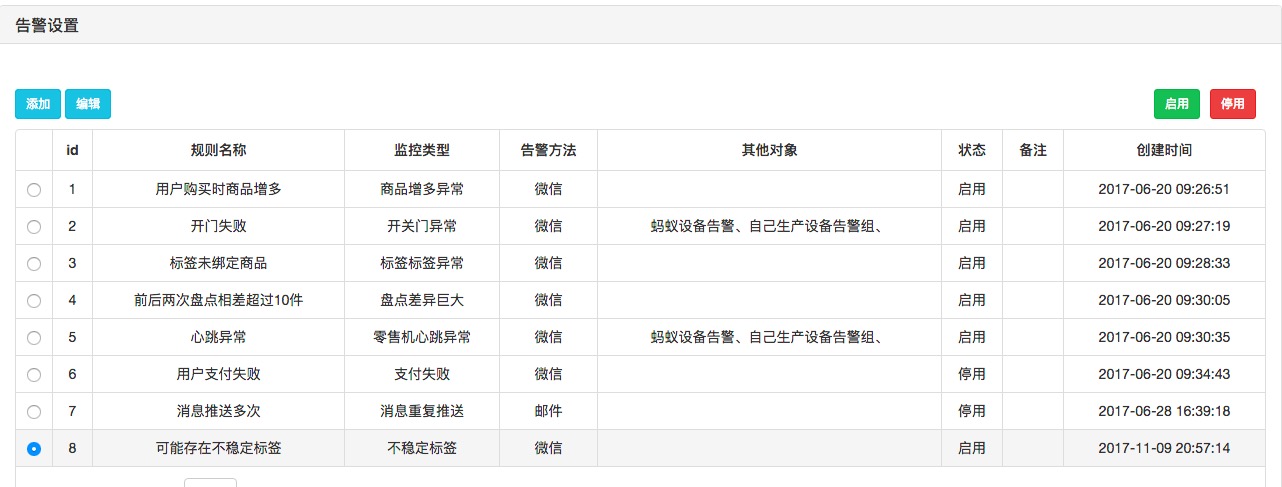 告警设置
添加 编辑 启用 停用
id 规则名称 监控类型 告警方法 其他对象 状态 备注 创建时间
1 用户购买时商品增多 商品增多异常 微信 启用 2017-06-20 09:26:51
2 开门失败 开关门异常 微信 蚂蚁设备告警、自己生产设备告警组、 启用 2017-06-20 09:27:19
3 标签未绑定商品 标签标签异常 微信 启用 2017-06-20 09:28:33
4 前后两次盘点相差超过10件 盘点差异巨大 微信 启用 2017-06-20 09:30:05
5 心跳异常 零售机心跳异常 微信 蚂蚁设备告警、自己生产设备告警组、 启用 2017-06-20 09:30:35
6 用户支付失败 支付失败 微信 停用 2017-06-20 09:34:43
7 消息推送多次 消息重复推送 邮件 停用 2017-06-28 16:39:18
8 可能存在不稳定标签 不稳定标签 微信 启用 2017-11-09 20:57:14